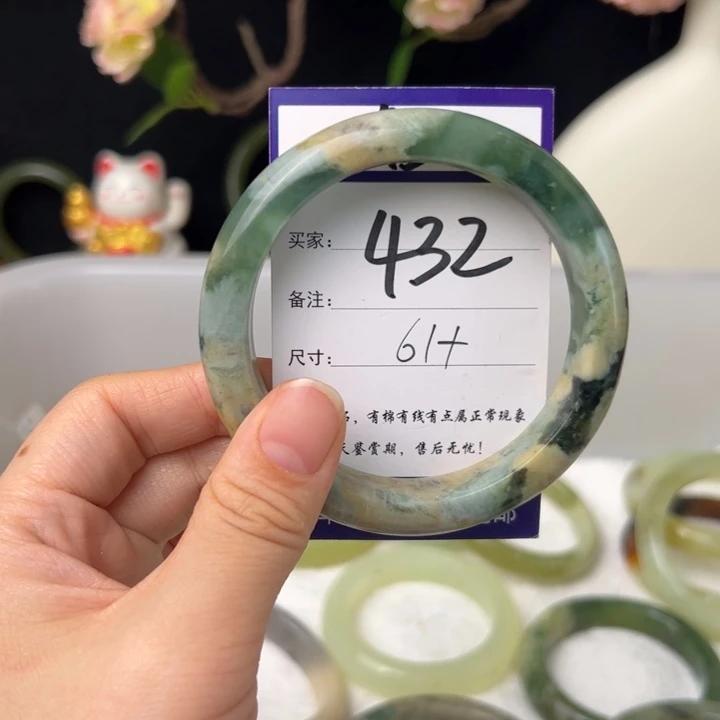 买家: 432
备注:
尺寸: 61+
，有棉有线有点属正常现象
天鉴赏期，售后无忧!